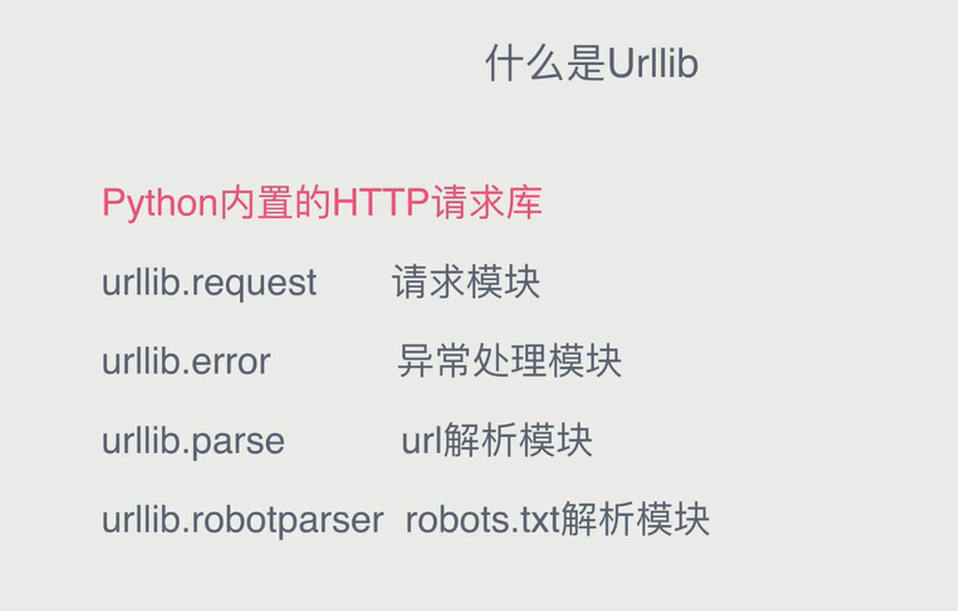 什么是Urllib
Python内置的HTTP请求库
urllib.request 请求模块
urllib.error 异常处理模块
urllib.parse url解析模块
urllib.robotparser robots.txt解析模块